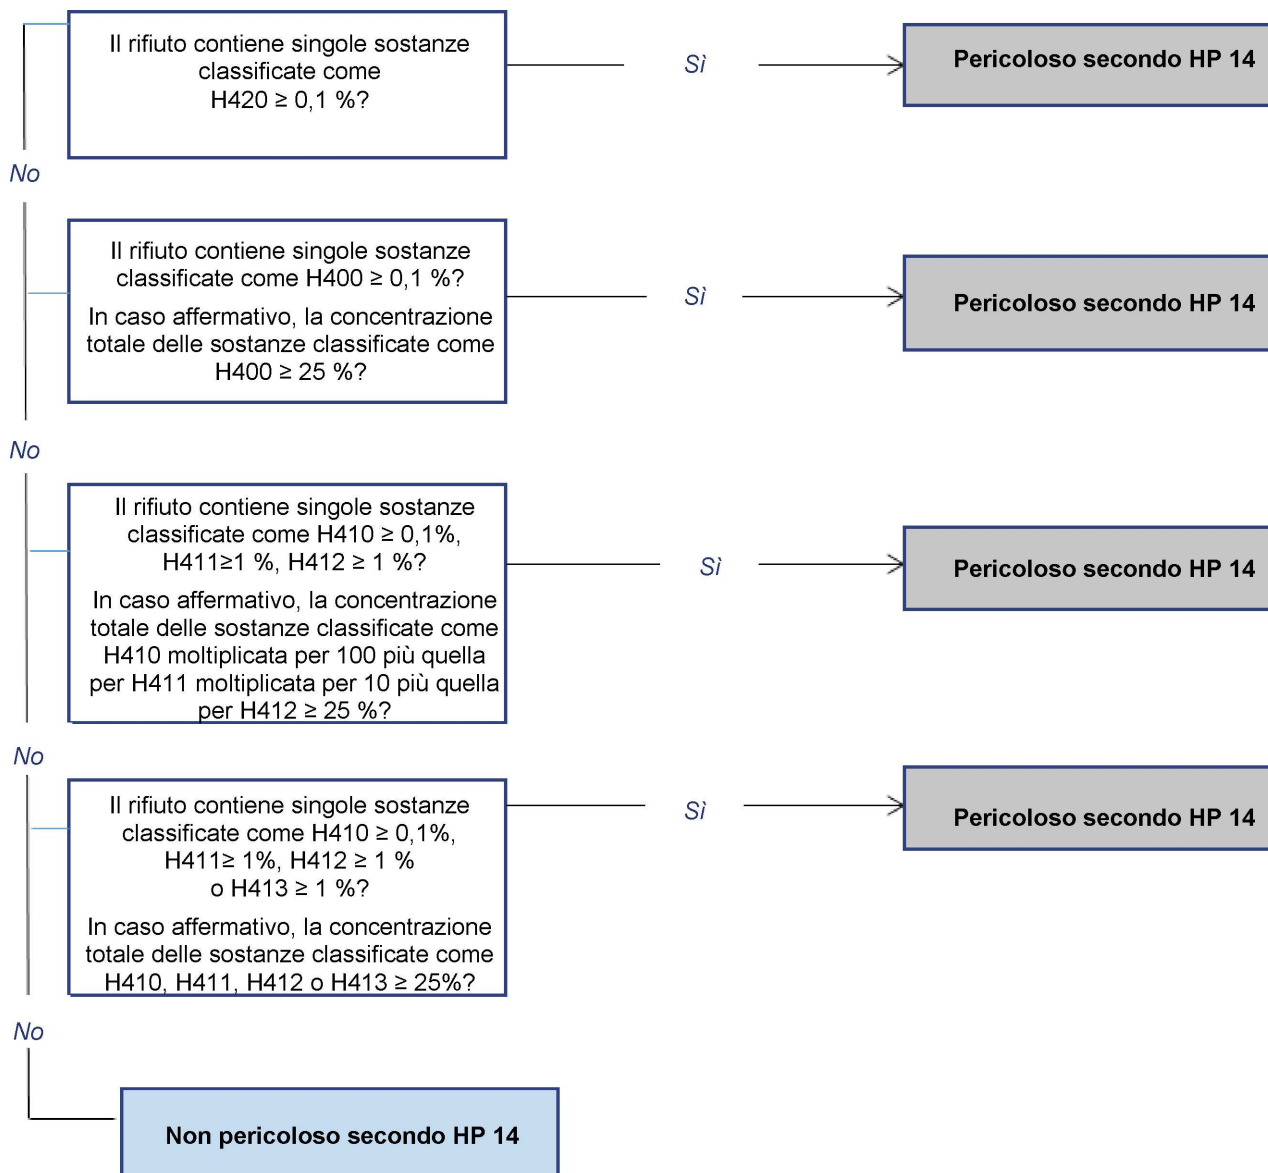 Il rifiuto contiene singole sostanze
classificate come
H420 ≥ 0,1 %?
Sì
Pericoloso secondo HP 14
No
Il rifiuto contiene singole sostanze
classificate come H400 ≥ 0,1 %?
In caso affermativo, la concentrazione
totale delle sostanze classificate come
H400 ≥ 25 %?
Sì
Pericoloso secondo HP 14
No
Il rifiuto contiene singole sostanze
classificate come H410 ≥ 0,1%,
H411≥1 %, H412 ≥ 1 %?
In caso affermativo, la concentrazione
totale delle sostanze classificate come
H410 moltiplicata per 100 più quella
per H411 moltiplicata per 10 più quella
per H412 ≥ 25 %?
Sì
Pericoloso secondo HP 14
No
Il rifiuto contiene singole sostanze
classificate come H410 ≥ 0,1%,
H411≥ 1%, H412 ≥ 1 %
o H413 ≥ 1 %?
In caso affermativo, la concentrazione
totale delle sostanze classificate come
H410, H411, H412 o H413 ≥ 25%?
Sì
Pericoloso secondo HP 14
No
Non pericoloso secondo HP 14